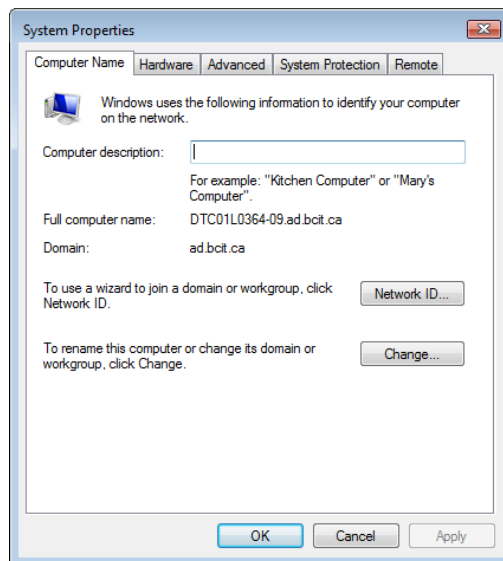 System Properties
Computer Name Hardware Advanced System Protection Remote
Windows uses the following information to identify your computer
on the network.
Computer description:
For example: "Kitchen Computer" or "Mary's
Computer".
Full computer name: DTC01L0364-09.ad.bcit.ca
Domain: ad.bcit.ca
To use a wizard to join a domain or workgroup, click
Network ID.
Network ID...
To rename this computer or change its domain or
workgroup, click Change.
Change...
OK Cancel Apply